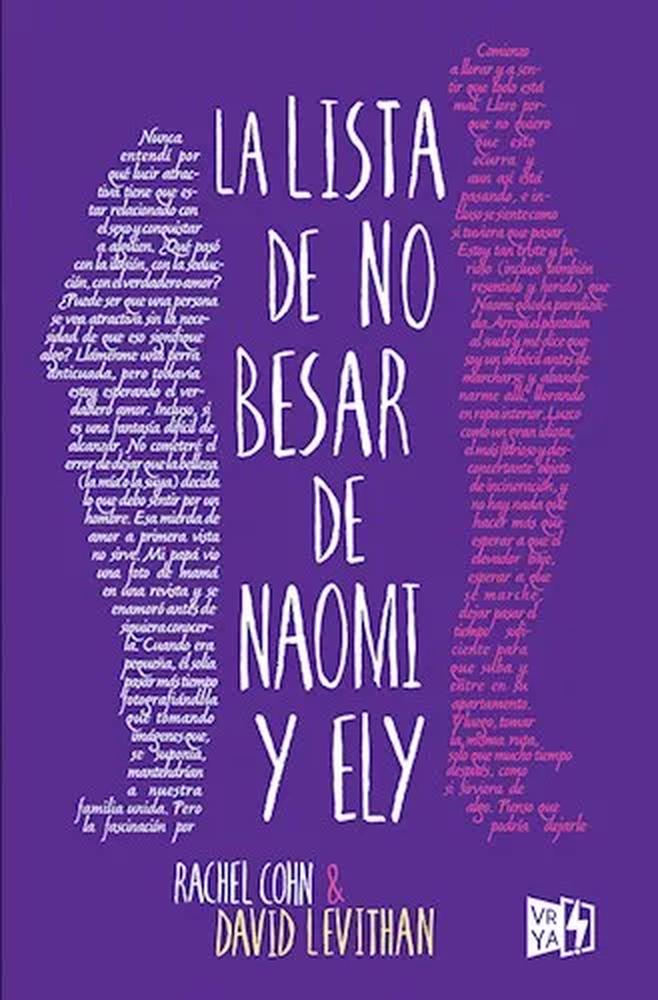 LA LISTA
DE NO
BESAR
DE
NAOMI
Y ELY
Nunca
entendí por
qué lucir atrac-
tiva tiene que es-
tar relacionado con
el sexo y conquistar
a alguien. ¿Qué pasó
con la ilusión, con la seduc-
ción, con el verdadero amor?
¿Puede ser que una persona
se vea atractiva sin la nece-
sidad de que eso signifique
algo? Llámenme una perra
anticuada, pero todavía
estoy esperando el ver-
dadero amor. Incluso, si
es una fantasía difícil de
alcanzar. No cometeré el
error de dejar que la belleza
(la mía o la suya) decida
lo que debo sentir por un
hombre. Esa mierda de
amor a primera vista
no sirve. Mi papá vio
una foto de mamá
en una revista y se
enamoró antes de
siquiera conocer-
la. Cuando era
pequeña, él solía
pasar más tiempo
fotografiándola
que tomando
imágenes que,
se suponía,
mantendrían
a nuestra
familia unida. Pero
la fascinación por
Comienzo
a llorar y a sen-
tir que todo está
mal. Lloro por-
que no quiero
que esto
ocurra y
aun así está
pasando, e in-
cluso se siente como
si tuviera que pasar.
Estoy tan triste y fu-
rioso (incluso también
resentido y herido) que
Naomi queda paraliza-
da. Arrojo el pantalón
al suelo y me dice que
soy un imbécil antes de
marcharse y abando-
narme allí, llorando
en ropa interior. Luzco
como un gran idiota,
el más furioso y des-
concertante objeto
de incineración, y
no hay nada que
hacer más que
esperar a que el
elevador baje,
esperar a que
se marche,
dejar pasar el
tiempo sufi-
ciente para
que suba y
entre en su
apartamento.
Y luego, tomar
la misma ruta,
solo que mucho tiempo
después, como
si sirviera de
algo. Pienso que
podría dejarle
RACHEL COHN &
DAVID LEVITHAN
VR
YA